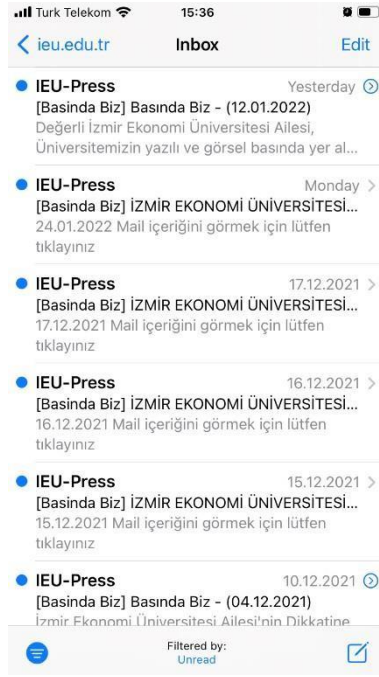 Turk Telekom
15:36
ieu.edu.tr
Inbox
Edit
IEU-Press
Yesterday
[Basinda Biz] Basında Biz - (12.01.2022)
Değerli İzmir Ekonomi Üniversitesi Ailesi,
Üniversitemizin yazılı ve görsel basında yer al...
IEU-Press
Monday
[Basinda Biz] İZMİR EKONOMİ ÜNİVERSİTESİ...
24.01.2022 Mail içeriğini görmek için lütfen
tıklayınız
IEU-Press
17.12.2021
[Basinda Biz] İZMİR EKONOMİ ÜNİVERSİTESİ...
17.12.2021 Mail içeriğini görmek için lütfen
tıklayınız
IEU-Press
16.12.2021
[Basinda Biz] İZMİR EKONOMİ ÜNİVERSİTESİ...
16.12.2021 Mail içeriğini görmek için lütfen
tıklayınız
IEU-Press
15.12.2021
[Basinda Biz] İZMİR EKONOMİ ÜNİVERSİTESİ...
15.12.2021 Mail içeriğini görmek için lütfen
tıklayınız
IEU-Press
10.12.2021
[Basinda Biz] Basında Biz - (04.12.2021)
İzmir Ekonomi Üniversitesi Ailesi'nin Dikkatine
Filtered by:
Unread